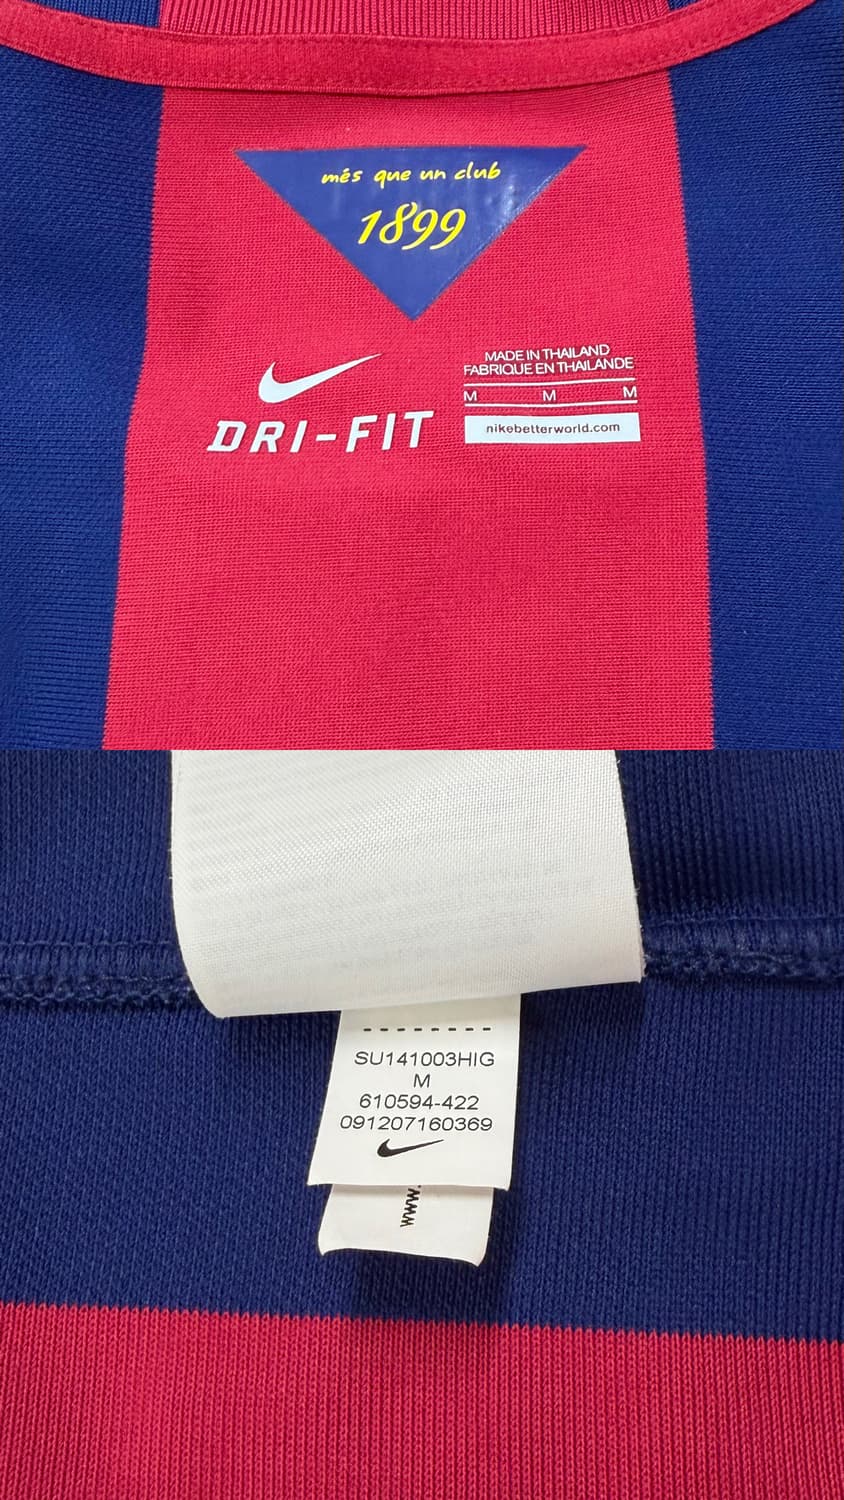 més que un club
1899
DRI-FIT
MADE IN THAILAND
FABRIQUE EN THAILANDE
M M M
nikebetterworld.com
SU141003HIG
M
610594-422
091207160369
www.